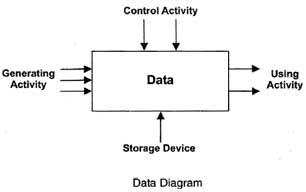 Control Activity
Generating
Activity
Data
Using
Activity
Storage Device
Data Diagram